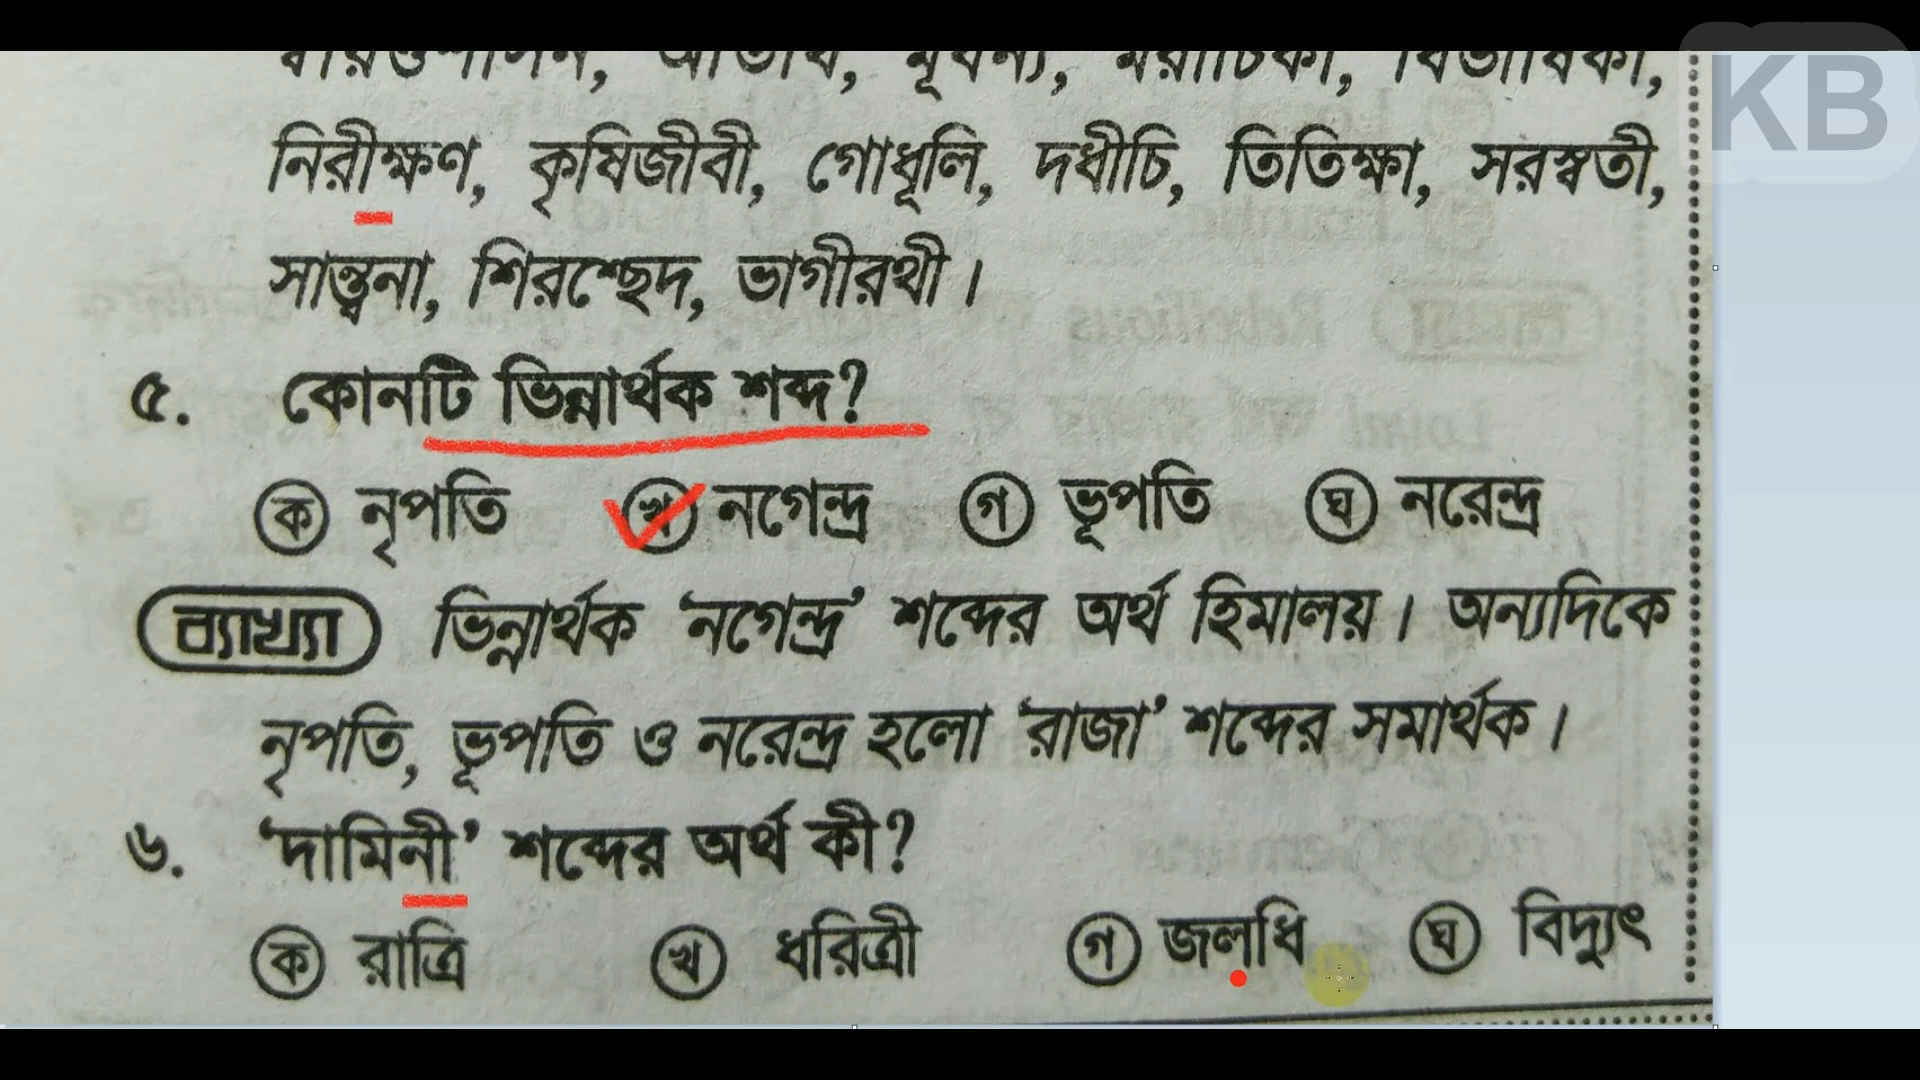 KB
নিরীক্ষণ, কৃষিজীবী, গোধূলি, দধীচি, তিতিক্ষা, সরস্বতী,
সান্ত্বনা, শিরশ্ছেদ, ভাগীরথী।
৫. কোনটি ভিন্নার্থক শব্দ?
ক নৃপতি খ নগেন্দ্র গ ভূপতি ঘ নরেন্দ্র
ব্যাখ্যা ভিন্নার্থক ‘নগেন্দ্র’ শব্দের অর্থ হিমালয়। অন্যদিকে
নৃপতি, ভূপতি ও নরেন্দ্র হলো ‘রাজা’ শব্দের সমার্থক।
৬. ‘দামিনী’ শব্দের অর্থ কী?
ক রাত্রি খ ধরিত্রী গ জলধি ঘ বিদ্যুৎ